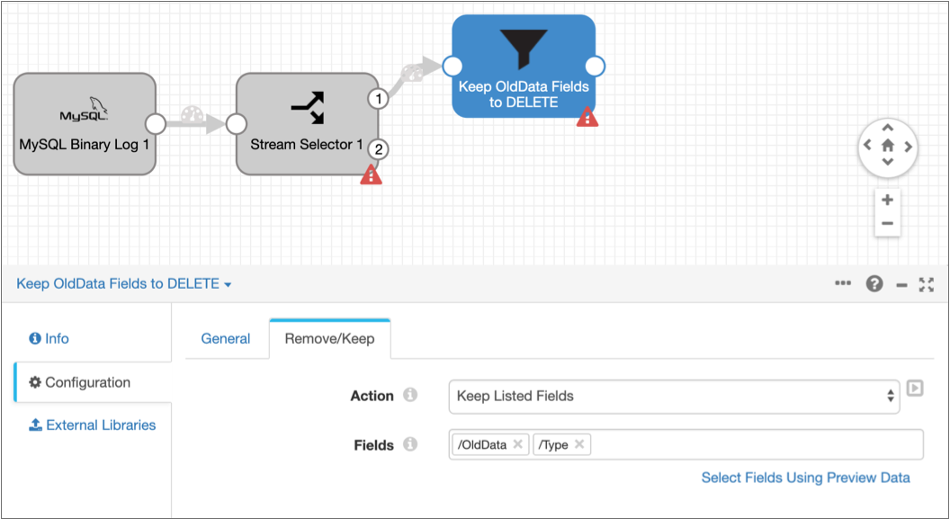 MySQL
MySQL Binary Log 1
Stream Selector 1
1
2
Keep OldData Fields
to DELETE
Keep OldData Fields to DELETE
Info
Configuration
External Libraries
General
Remove/Keep
Action
Keep Listed Fields
Fields
/OldData
/Type
Select Fields Using Preview Data